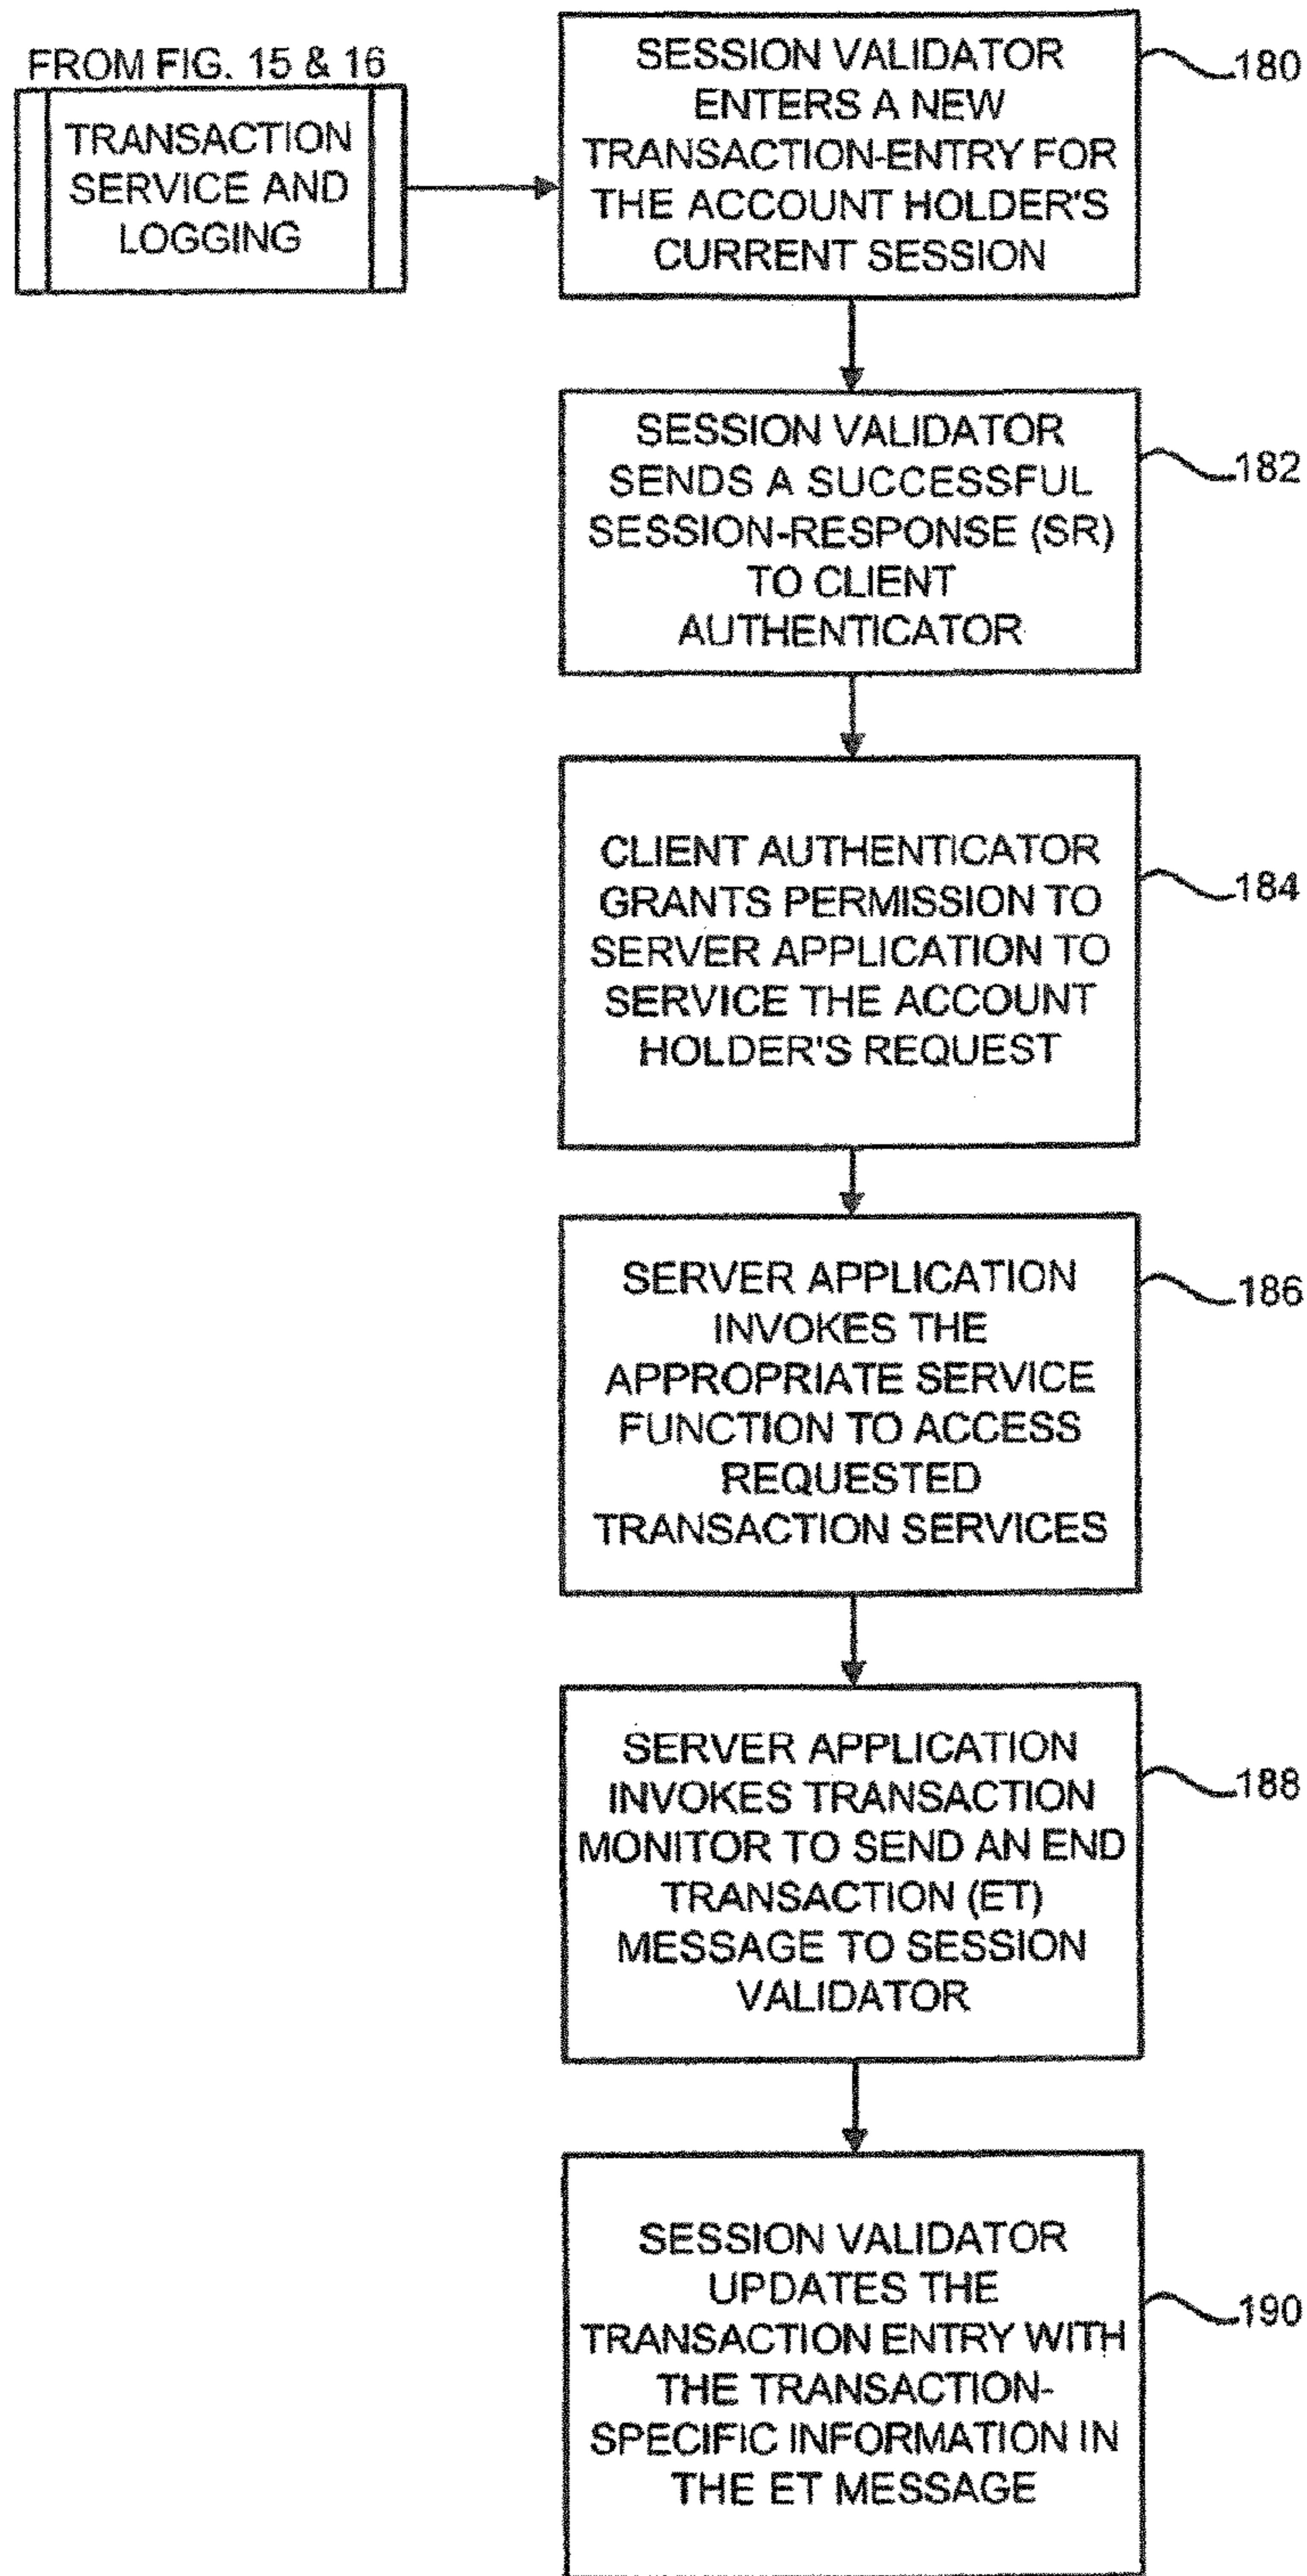 FROM FIG. 15 & 16
TRANSACTION
SERVICE AND
LOGGING
SESSION VALIDATOR
ENTERS A NEW
TRANSACTION-ENTRY FOR
THE ACCOUNT HOLDER'S
CURRENT SESSION
180
SESSION VALIDATOR
SENDS A SUCCESSFUL
SESSION-RESPONSE (SR)
TO CLIENT
AUTHENTICATOR
182
CLIENT AUTHENTICATOR
GRANTS PERMISSION TO
SERVER APPLICATION TO
SERVICE THE ACCOUNT
HOLDER'S REQUEST
184
SERVER APPLICATION
INVOKES THE
APPROPRIATE SERVICE
FUNCTION TO ACCESS
REQUESTED
TRANSACTION SERVICES
186
SERVER APPLICATION
INVOKES TRANSACTION
MONITOR TO SEND AN END
TRANSACTION (ET)
MESSAGE TO SESSION
VALIDATOR
188
SESSION VALIDATOR
UPDATES THE
TRANSACTION ENTRY WITH
THE TRANSACTION-
SPECIFIC INFORMATION IN
THE ET MESSAGE
190